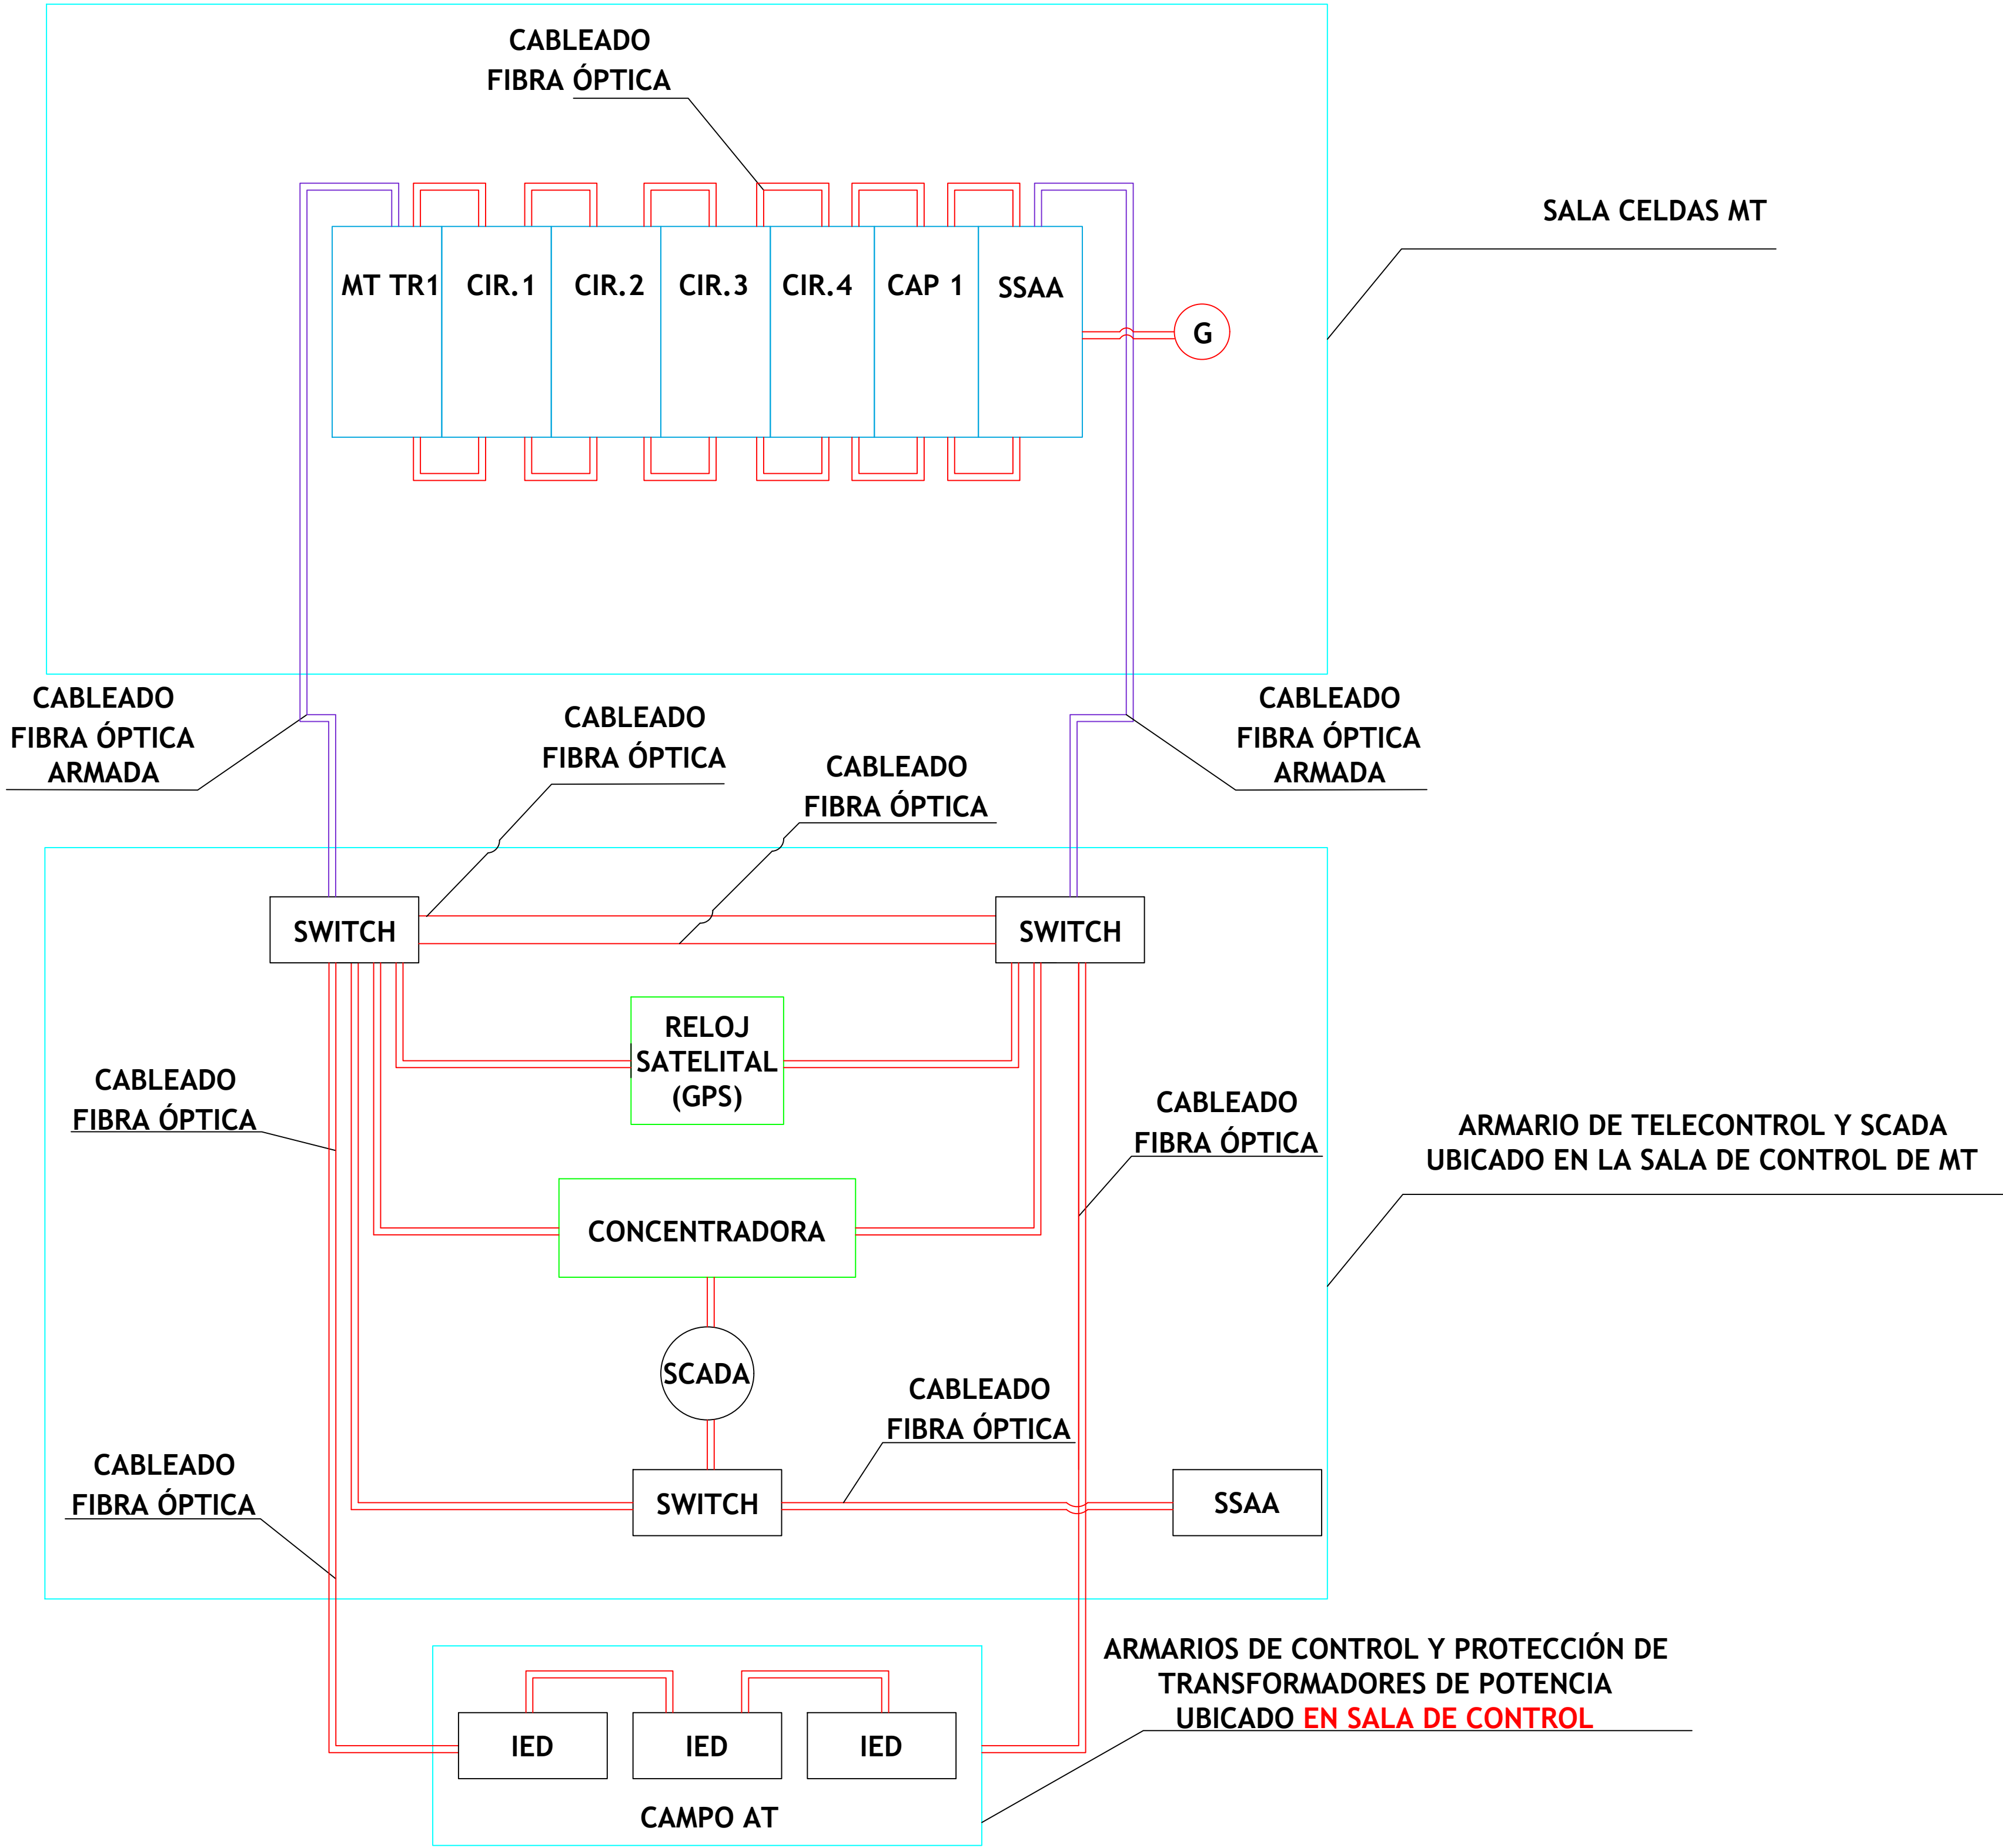 CABLEADO
FIBRA ÓPTICA
SALA CELDAS MT
MT TR1
CIR.1
CIR.2
CIR.3
CIR.4
CAP 1
SSAA
G
CABLEADO
FIBRA ÓPTICA
ARMADA
CABLEADO
FIBRA ÓPTICA
CABLEADO
FIBRA ÓPTICA
CABLEADO
FIBRA ÓPTICA
ARMADA
SWITCH
SWITCH
RELOJ
SATELITAL
(GPS)
CABLEADO
FIBRA ÓPTICA
CABLEADO
FIBRA ÓPTICA
ARMARIO DE TELECONTROL Y SCADA
UBICADO EN LA SALA DE CONTROL DE MT
CONCENTRADORA
SCADA
CABLEADO
FIBRA ÓPTICA
CABLEADO
FIBRA ÓPTICA
SWITCH
SSAA
ARMARIOS DE CONTROL Y PROTECCIÓN DE
TRANSFORMADORES DE POTENCIA
UBICADO EN SALA DE CONTROL
IED
IED
IED
CAMPO AT